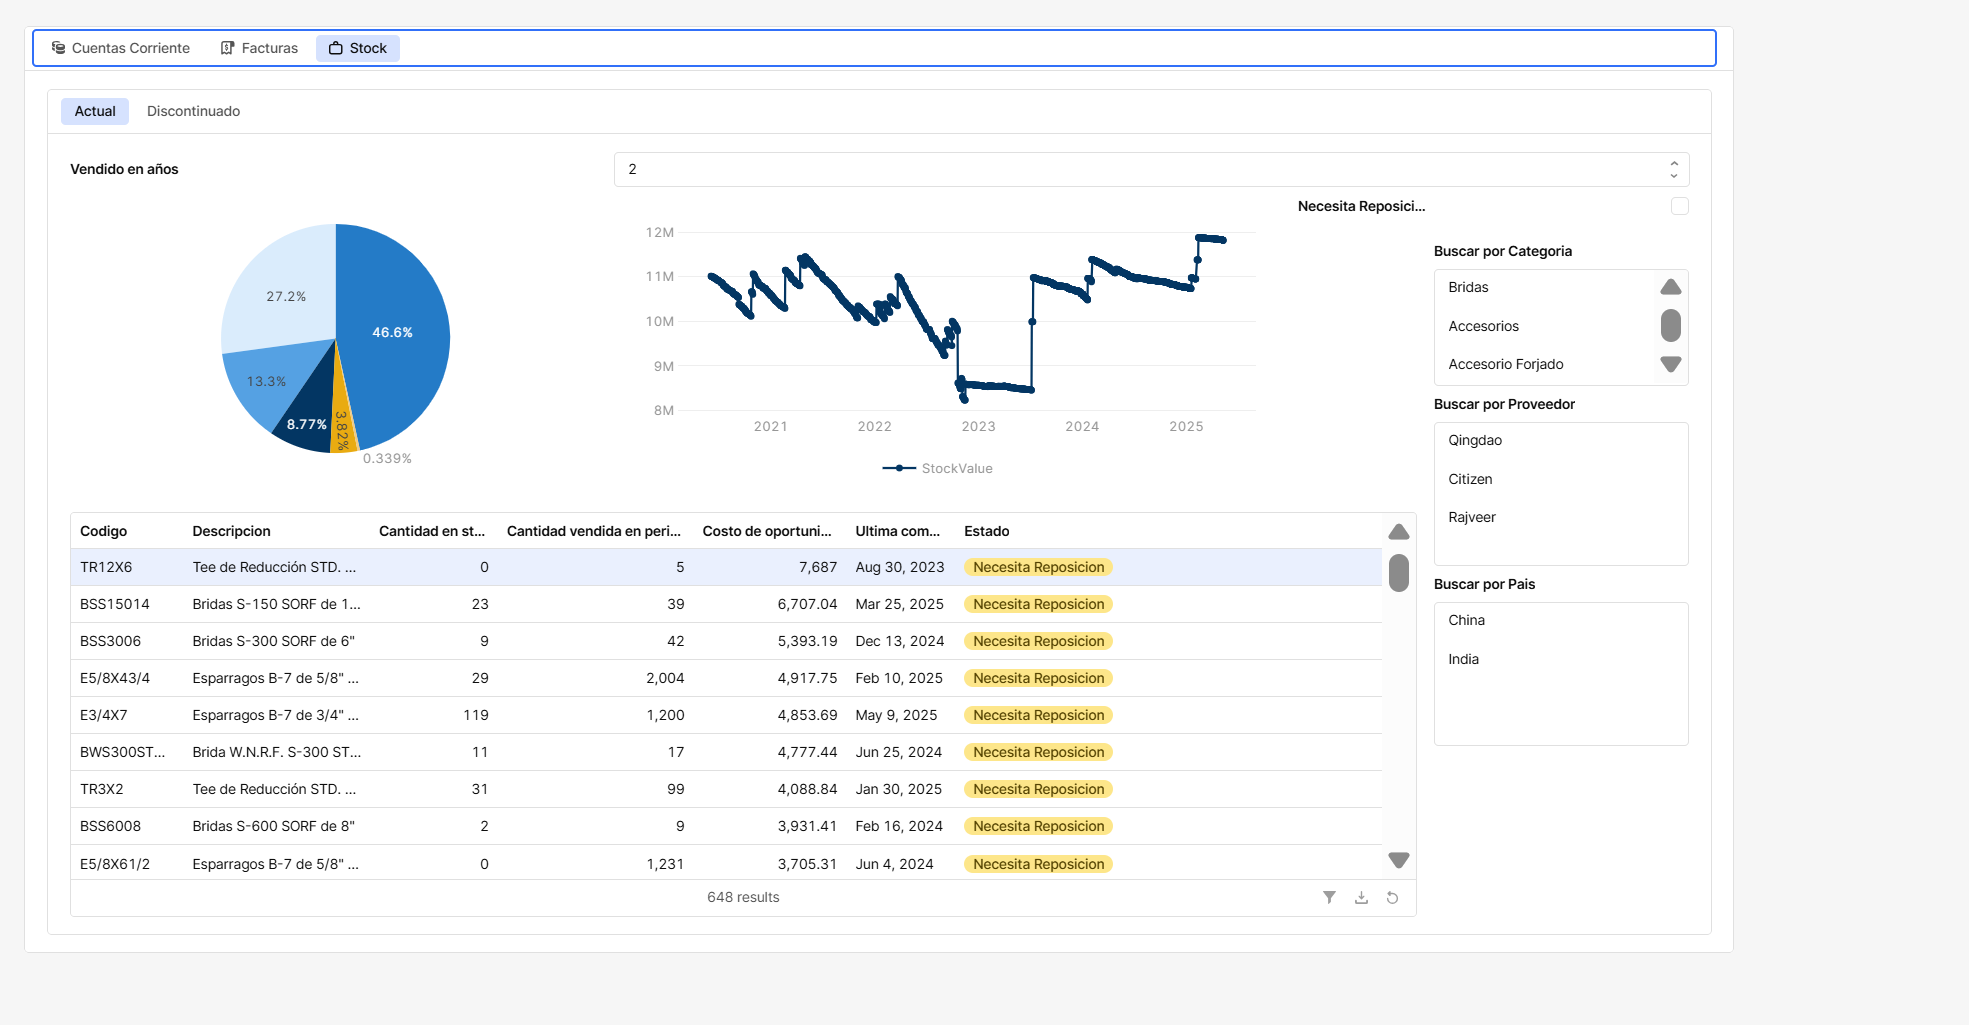 Cuentas Corriente Facturas Stock
Actual Discontinuado
Vendido en años 2
Necesita Reposici...
46.6%
27.2%
13.3%
8.77%
3.82%
0.339%
12M
11M
10M
9M
8M
2021 2022 2023 2024 2025
StockValue
Buscar por Categoria
Bridas
Accesorios
Accesorio Forjado
Buscar por Proveedor
Qingdao
Citizen
Rajveer
Buscar por Pais
China
India
Codigo Descripcion Cantidad en st... Cantidad vendida en peri... Costo de oportuni... Ultima com... Estado
TR12X6 Tee de Reducción STD. ... 0 5 7,687 Aug 30, 2023 Necesita Reposicion
BSS15014 Bridas S-150 SORF de 1... 23 39 6,707.04 Mar 25, 2025 Necesita Reposicion
BSS3006 Bridas S-300 SORF de 6" 9 42 5,393.19 Dec 13, 2024 Necesita Reposicion
E5/8X43/4 Esparragos B-7 de 5/8" ... 29 2,004 4,917.75 Feb 10, 2025 Necesita Reposicion
E3/4X7 Esparragos B-7 de 3/4" ... 119 1,200 4,853.69 May 9, 2025 Necesita Reposicion
BWS300ST... Brida W.N.R.F. S-300 ST... 11 17 4,777.44 Jun 25, 2024 Necesita Reposicion
TR3X2 Tee de Reducción STD. ... 31 99 4,088.84 Jan 30, 2025 Necesita Reposicion
BSS6008 Bridas S-600 SORF de 8" 2 9 3,931.41 Feb 16, 2024 Necesita Reposicion
E5/8X61/2 Esparragos B-7 de 5/8" ... 0 1,231 3,705.31 Jun 4, 2024 Necesita Reposicion
648 results